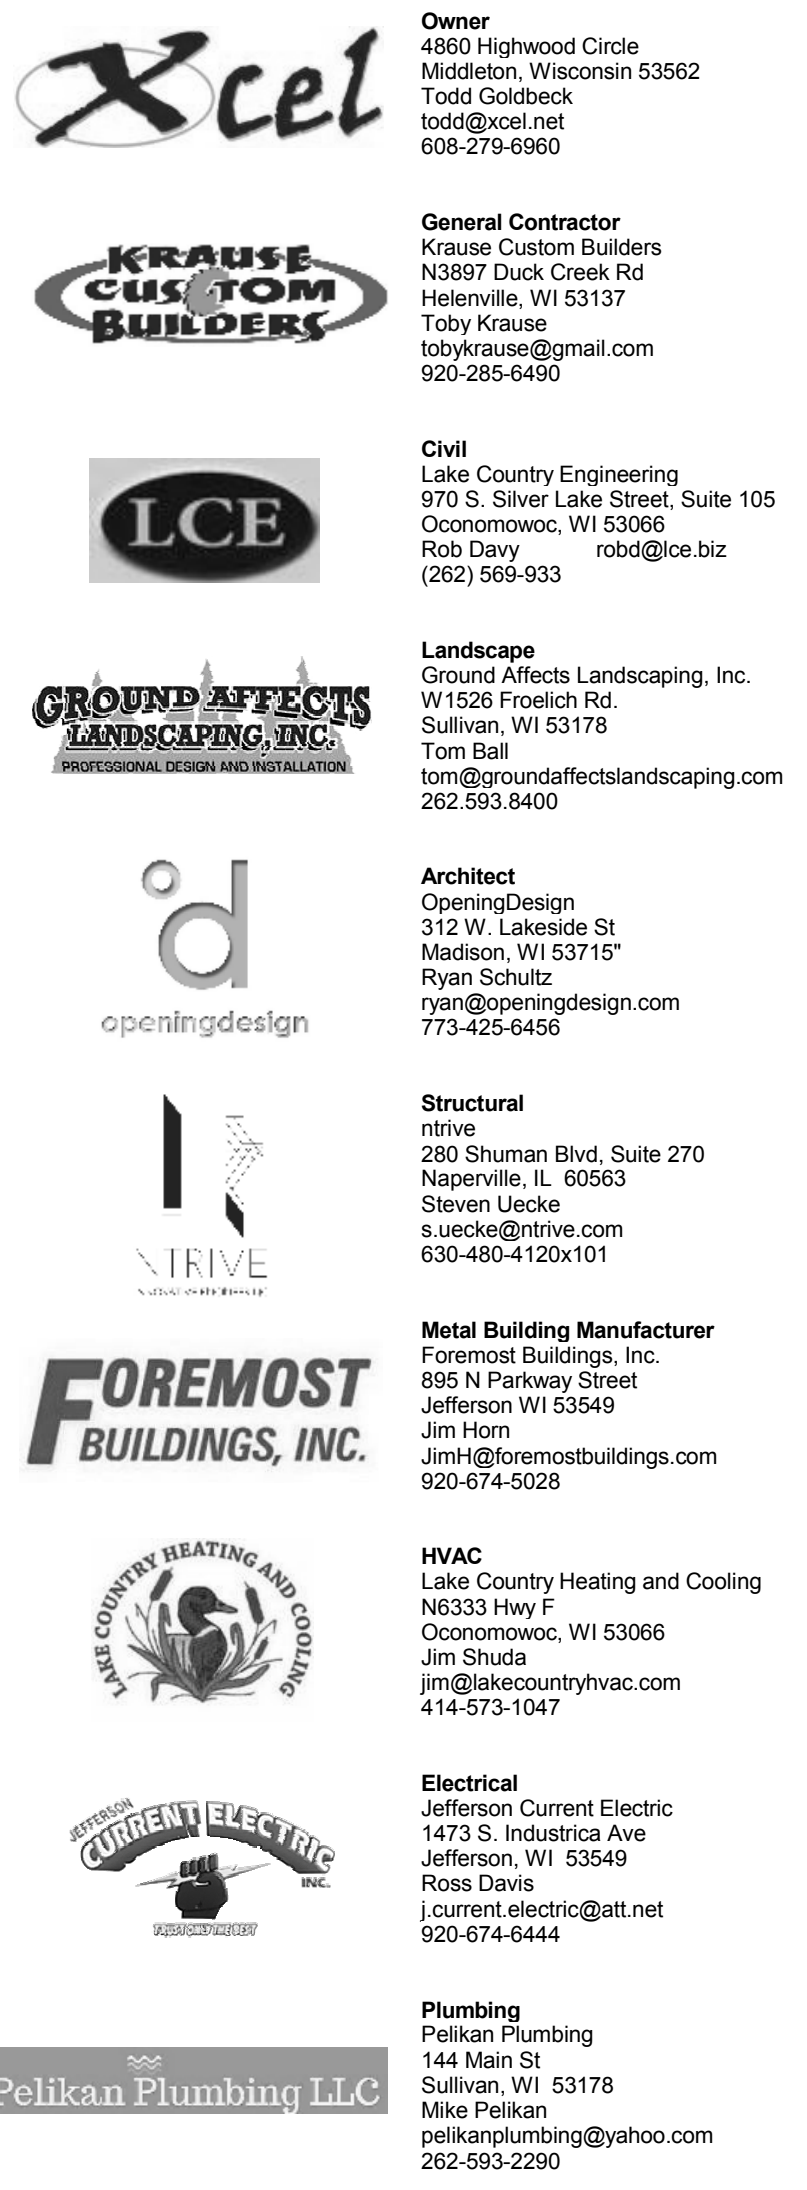 Xcel
Owner
4860 Highwood Circle
Middleton, Wisconsin 53562
Todd Goldbeck
todd@xcel.net
608-279-6960
KRAUSE
CUSTOM
BUILDERS
General Contractor
Krause Custom Builders
N3897 Duck Creek Rd
Helenville, WI 53137
Toby Krause
tobykrause@gmail.com
920-285-6490
LCE
Civil
Lake Country Engineering
970 S. Silver Lake Street, Suite 105
Oconomowoc, WI 53066
Rob Davy robd@lce.biz
(262) 569-933
GROUND AFFECTS
LANDSCAPING, INC.
PROFESSIONAL DESIGN AND INSTALLATION
Landscape
Ground Affects Landscaping, Inc.
W1526 Froelich Rd.
Sullivan, WI 53178
Tom Ball
tom@groundaffectslandscaping.com
262.593.8400
od
openingdesign
Architect
OpeningDesign
312 W. Lakeside St
Madison, WI 53715"
Ryan Schultz
ryan@openingdesign.com
773-425-6456
NTRIVE
Structural
ntrive
280 Shuman Blvd, Suite 270
Naperville, IL 60563
Steven Uecke
s.uecke@ntrive.com
630-480-4120x101
FOREMOST
BUILDINGS, INC.
Metal Building Manufacturer
Foremost Buildings, Inc.
895 N Parkway Street
Jefferson WI 53549
Jim Horn
JimH@foremostbuildings.com
920-674-5028
LAKE COUNTRY HEATING AND COOLING
HVAC
Lake Country Heating and Cooling
N6333 Hwy F
Oconomowoc, WI 53066
Jim Shuda
jim@lakecountryhvac.com
414-573-1047
JEFFERSON
CURRENT ELECTRIC
INC.
TRUST ONLY THE BEST
Electrical
Jefferson Current Electric
1473 S. Industrica Ave
Jefferson, WI 53549
Ross Davis
j.current.electric@att.net
920-674-6444
Pelikan Plumbing LLC
Plumbing
Pelikan Plumbing
144 Main St
Sullivan, WI 53178
Mike Pelikan
pelikanplumbing@yahoo.com
262-593-2290